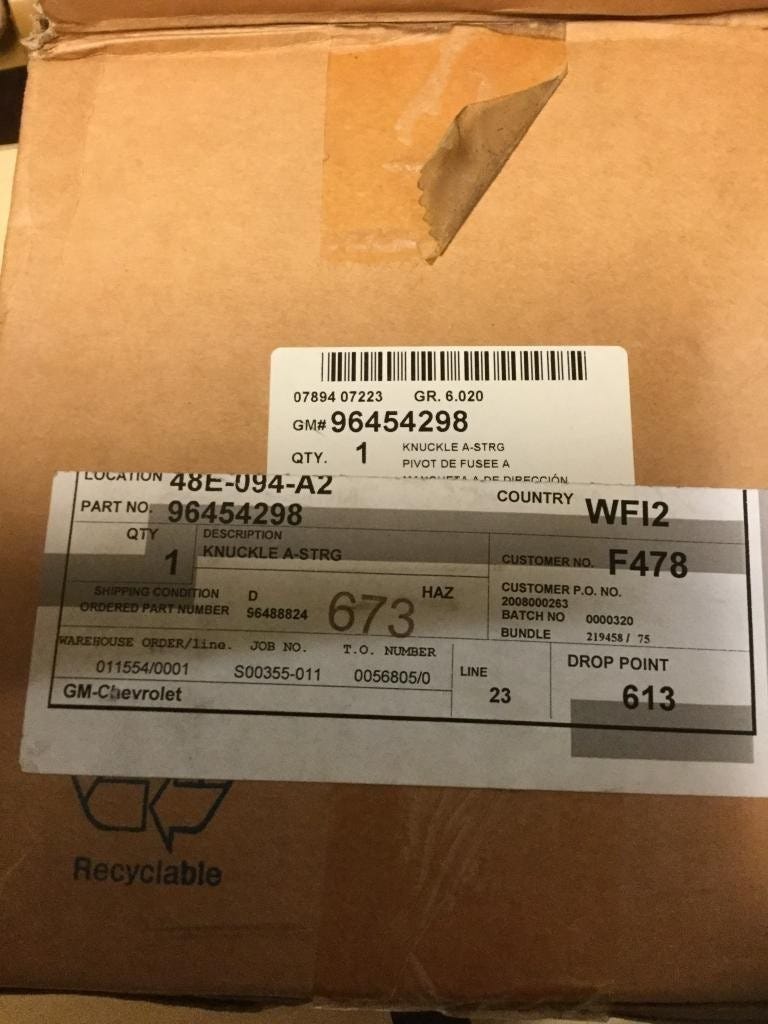 07894 07223 GR. 6.020
GM# 96454298
QTY. 1 KNUCKLE A-STRG
PIVOT DE FUSEE A
MANGUETA A DE DIRECCIÓN
LOCATION 48E-094-A2
COUNTRY WFI2
PART NO. 96454298
QTY 1
DESCRIPTION
KNUCKLE A-STRG
CUSTOMER NO. F478
SHIPPING CONDITION D
HAZ
CUSTOMER P.O. NO.
2008000263
ORDERED PART NUMBER 96488824
673
BATCH NO 0000320
BUNDLE 219458 / 75
WAREHOUSE ORDER/line. JOB NO. T.O. NUMBER
011554/0001 S00355-011 0056805/0
LINE
23
DROP POINT
613
GM-Chevrolet
Recyclable